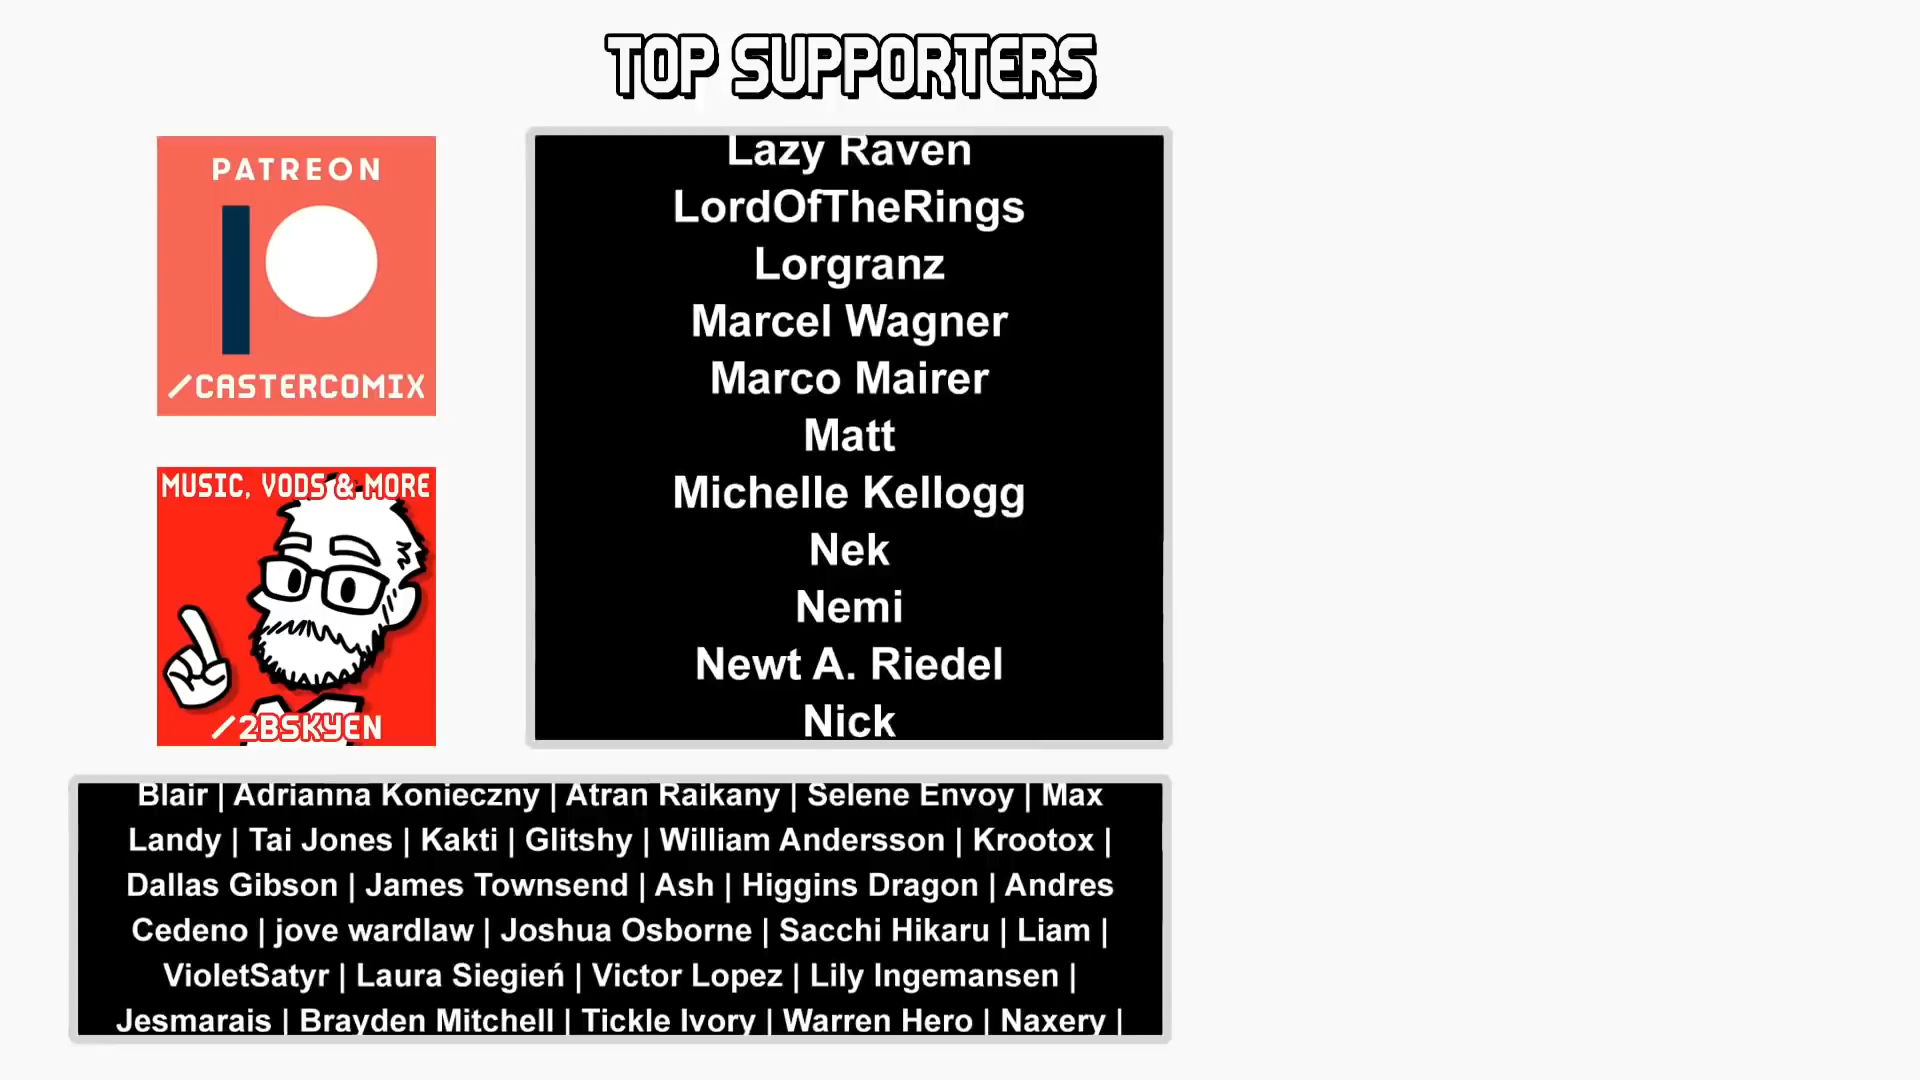 TOP SUPPORTERS
PATREON
/CASTERCOMIX
MUSIC, VODS & MORE
/2BSKYEN
Lazy Raven
LordOfTheRings
Lorgranz
Marcel Wagner
Marco Mairer
Matt
Michelle Kellogg
Nek
Nemi
Newt A. Riedel
Nick
Blair | Adrianna Konieczny | Atran Raikany | Selene Envoy | Max
Landy | Tai Jones | Kakti | Glitshy | William Andersson | Krootox |
Dallas Gibson | James Townsend | Ash | Higgins Dragon | Andres
Cedeno | jove wardlaw | Joshua Osborne | Sacchi Hikaru | Liam |
VioletSatyr | Laura Siegień | Victor Lopez | Lily Ingemansen |
Jesmarais | Brayden Mitchell | Tickle Ivory | Warren Hero | Naxery |